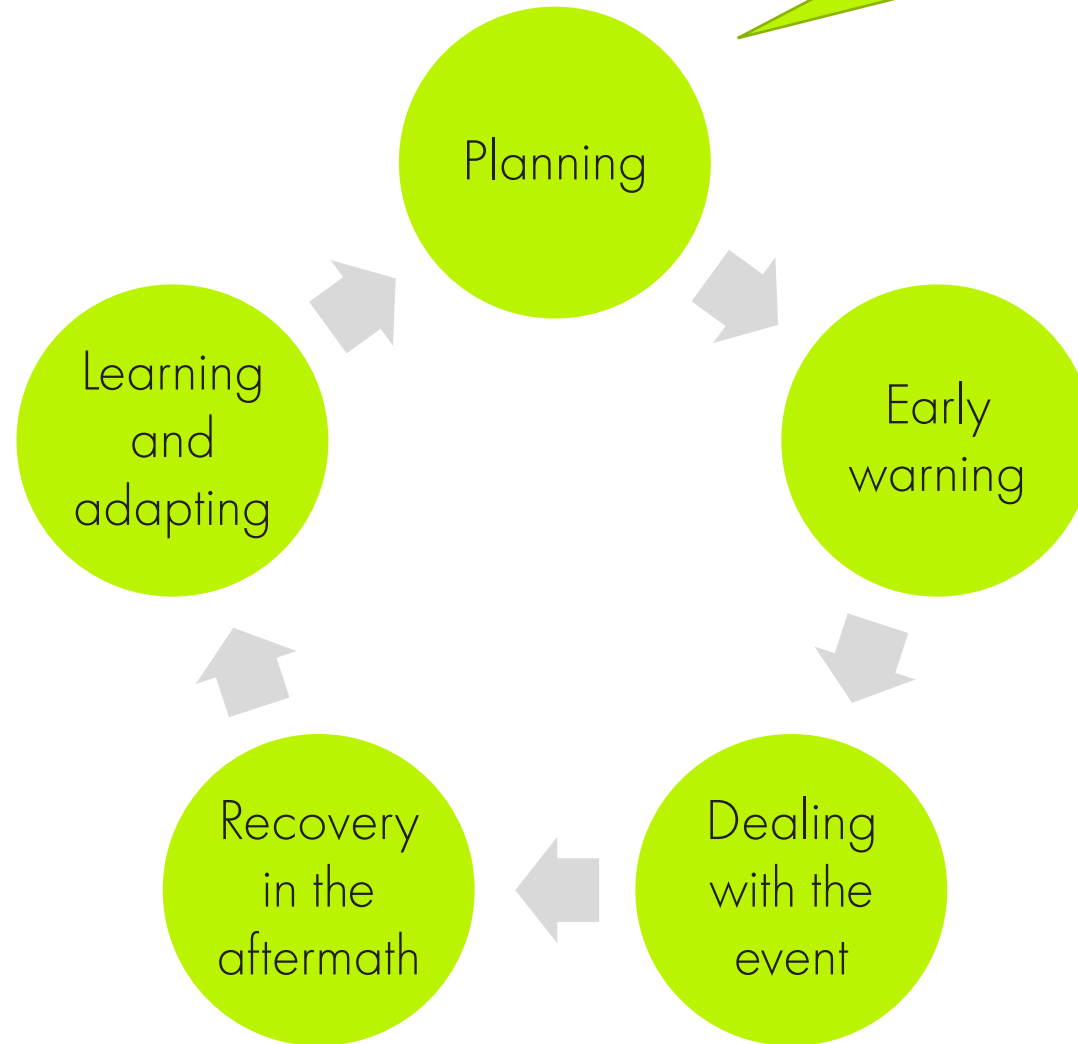 Planning
Early
warning
Dealing
with the
event
Recovery
in the
aftermath
Learning
and
adapting